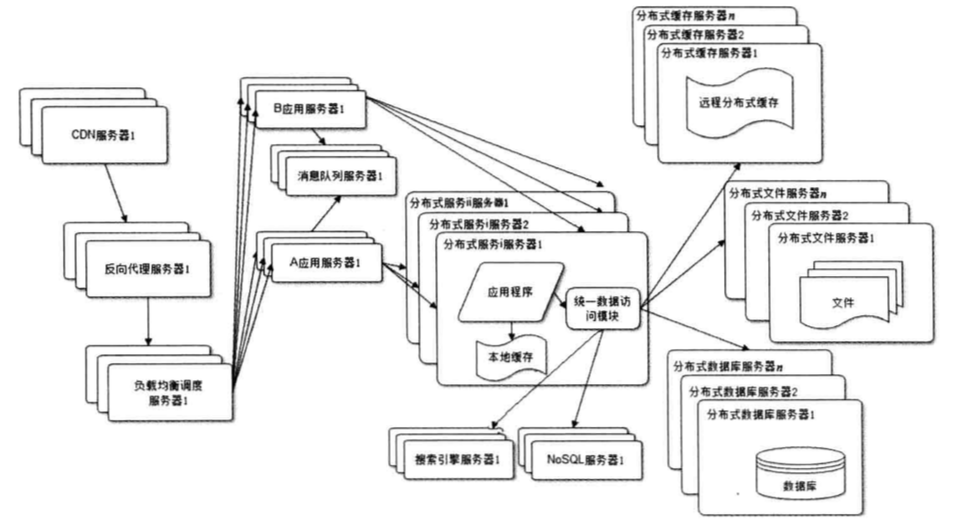 CDN服务器1
反向代理服务器1
负载均衡调度
服务器1
B应用服务器1
消息队列服务器1
A应用服务器1
分布式服务ii服务器1
分布式服务i服务器2
分布式服务i服务器1
应用程序
统一数据访
问模块
本地缓存
搜索引擎服务器1
NoSQL服务器1
分布式缓存服务器n
分布式缓存服务器2
分布式缓存服务器1
远程分布式缓存
分布式文件服务器n
分布式文件服务器2
分布式文件服务器1
文件
分布式数据库服务器n
分布式数据库服务器2
分布式数据库服务器1
数据库